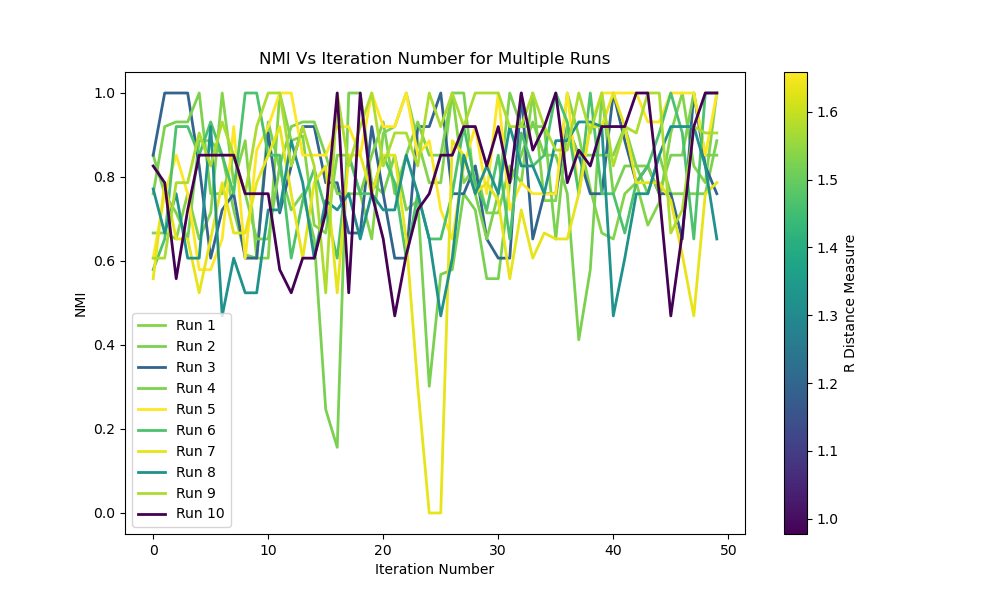 NMI Vs Iteration Number for Multiple Runs
1.0
0.8
0.6
0.4
0.2
0.0
NMI
Run 1
Run 2
Run 3
Run 4
Run 5
Run 6
Run 7
Run 8
Run 9
Run 10
0 10 20 30 40 50
Iteration Number
1.6
1.5
1.4
1.3
1.2
1.1
1.0
R Distance Measure